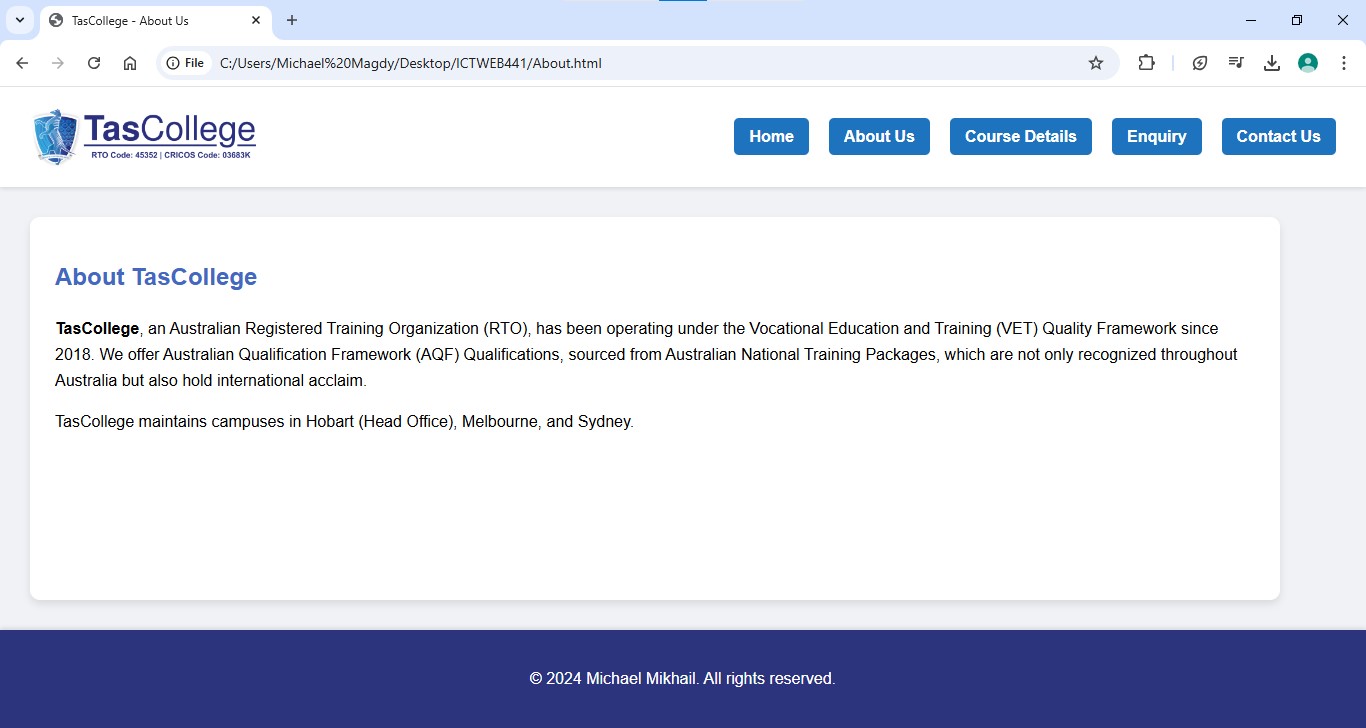 TasCollege - About Us
File
C:/Users/Michael%20Magdy/Desktop/ICTWEB441/About.html
TasCollege
RTO Code: 45352 | CRICOS Code: 03683K
Home
About Us
Course Details
Enquiry
Contact Us
About TasCollege
TasCollege, an Australian Registered Training Organization (RTO), has been operating under the Vocational Education and Training (VET) Quality Framework since
2018. We offer Australian Qualification Framework (AQF) Qualifications, sourced from Australian National Training Packages, which are not only recognized throughout
Australia but also hold international acclaim.
TasCollege maintains campuses in Hobart (Head Office), Melbourne, and Sydney.
© 2024 Michael Mikhail. All rights reserved.